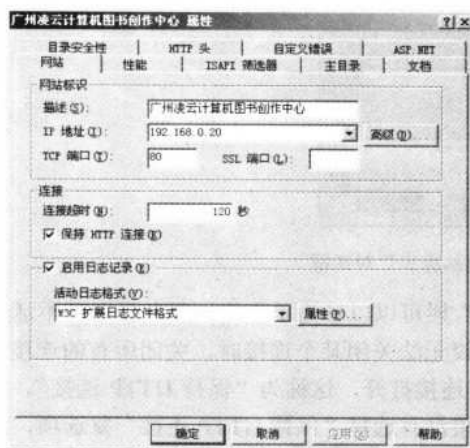 广州凌云计算机图书创作中心 属性
目录安全性 HTTP 头 自定义错误 ASP.NET
网站 性能 ISAPI 筛选器 主目录 文档
网站标识
描述(S): 广州凌云计算机图书创作中心
IP 地址(I): 192.168.0.20 高级(D)...
TCP 端口(T): 80 SSL 端口(L):
连接
连接超时(N): 120 秒
保持 HTTP 连接(K)
启用日志记录(E)
活动日志格式(V):
W3C 扩展日志文件格式 属性(P)...
确定 取消 应用(A) 帮助